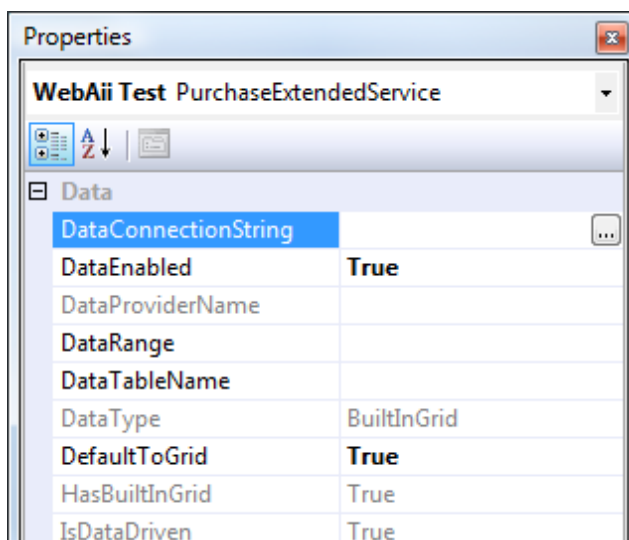 Properties
WebAii Test PurchaseExtendedService
Data
DataConnectionString ...
DataEnabled True
DataProviderName
DataRange
DataTableName
DataType BuiltInGrid
DefaultToGrid True
HasBuiltInGrid True
IsDataDriven True